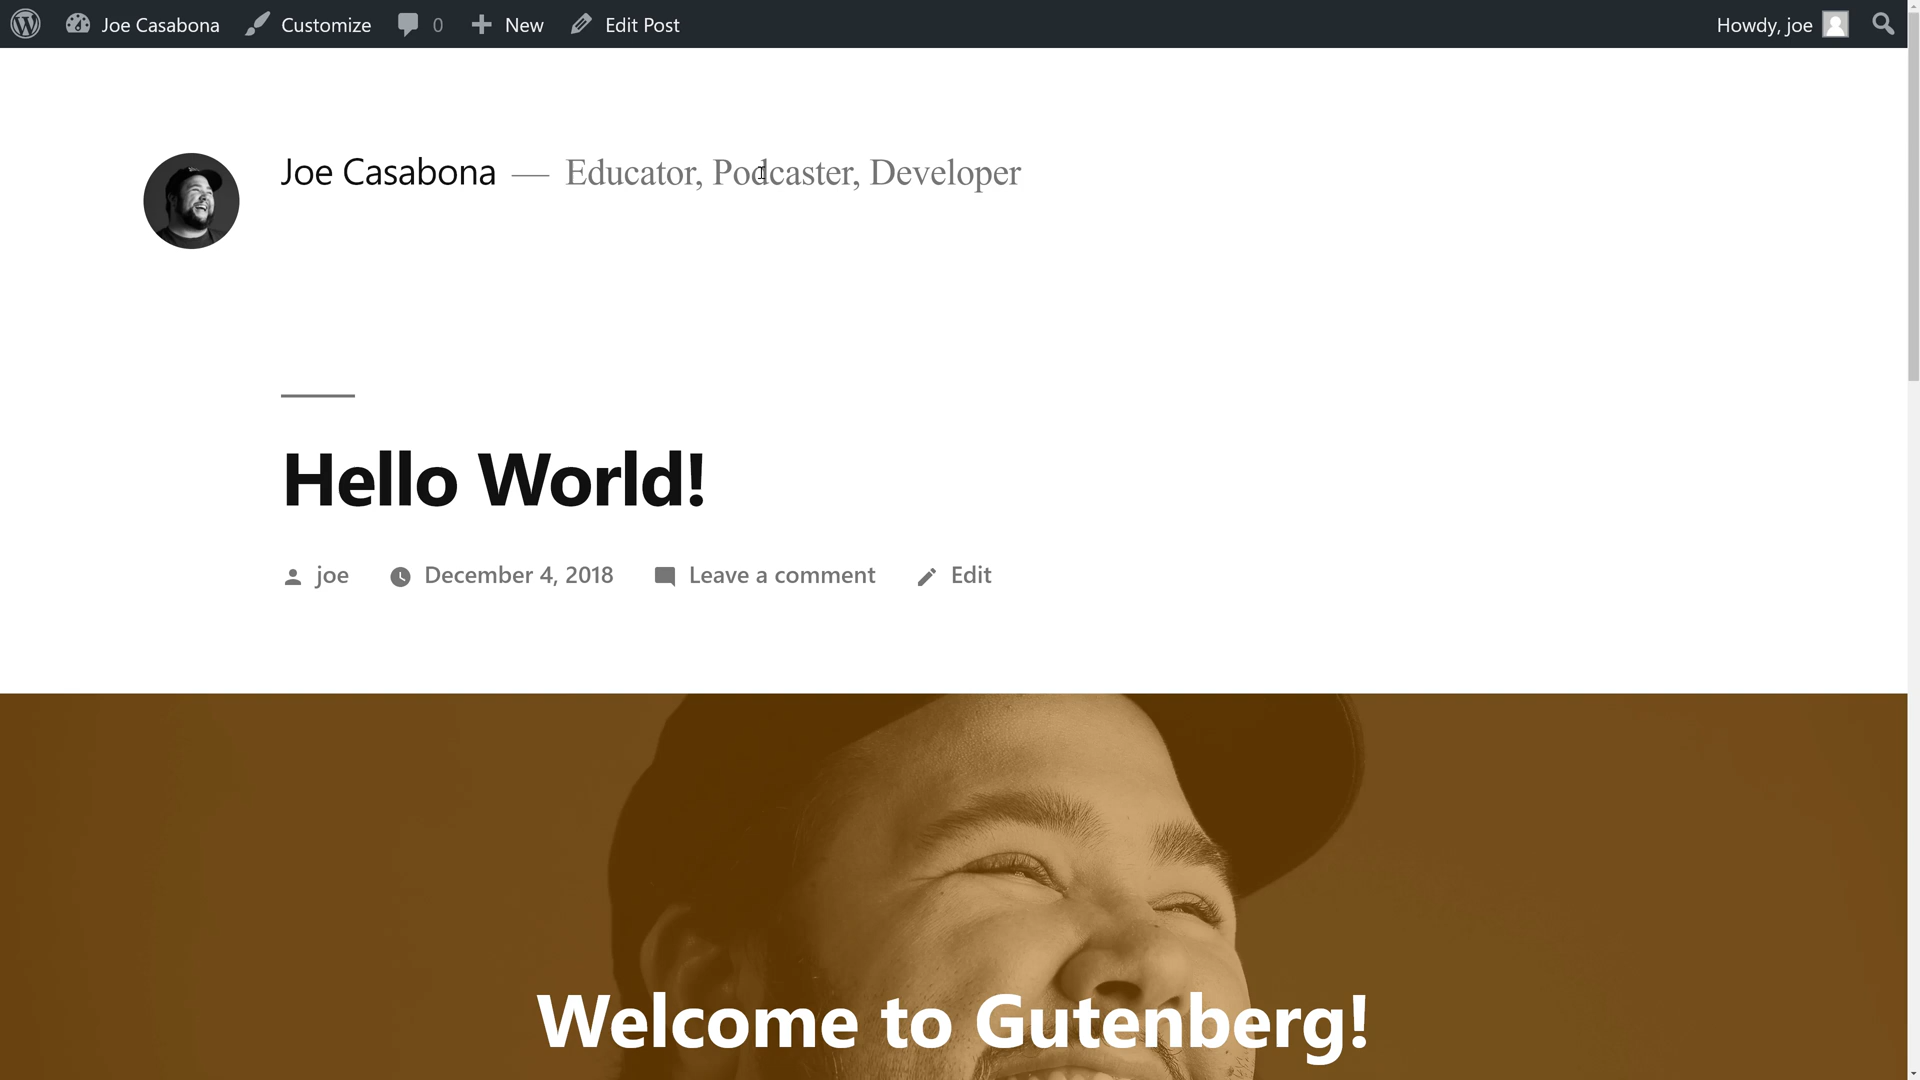 Joe Casabona Customize 0 New Edit Post Howdy, joe
Joe Casabona — Educator, Podcaster, Developer
Hello World!
joe December 4, 2018 Leave a comment Edit
Welcome to Gutenberg!